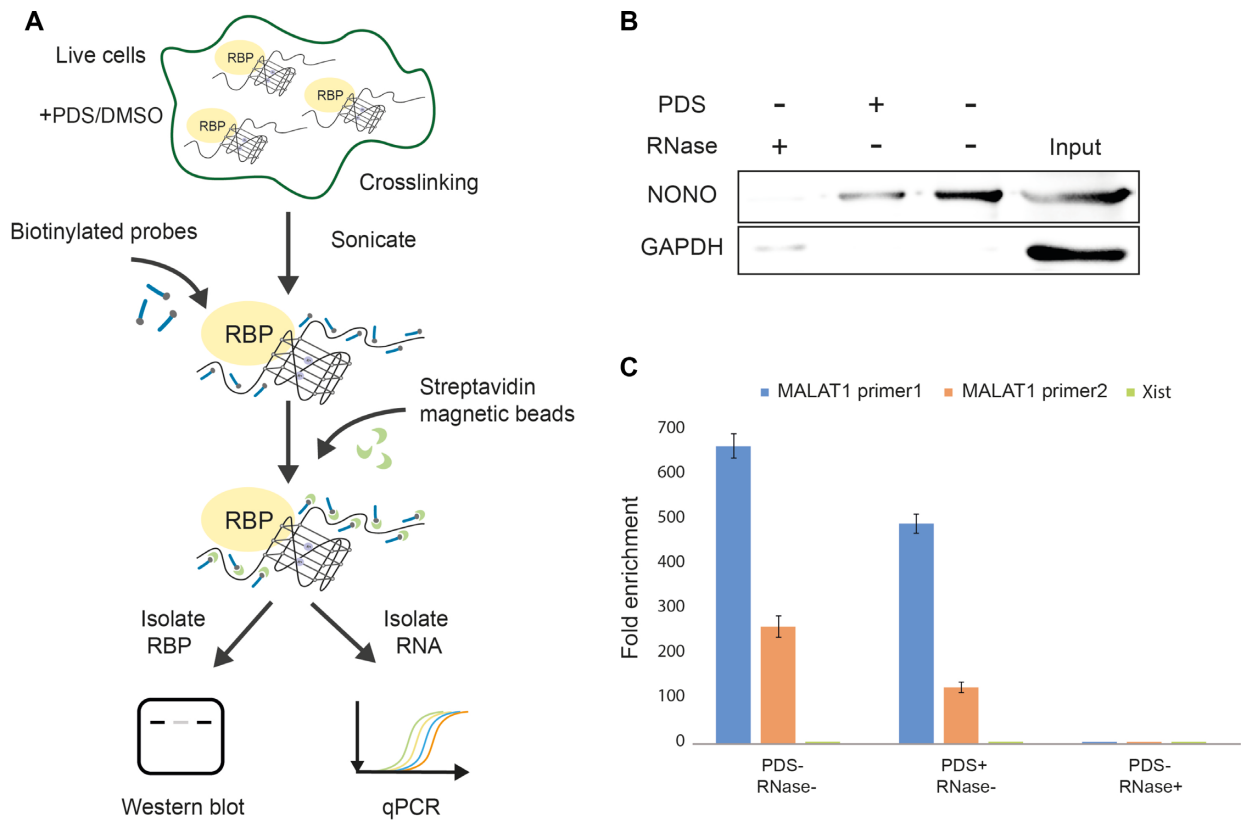 A
Live cells
+PDS/DMSO
RBP
RBP
RBP
Crosslinking
Biotinylated probes
Sonicate
RBP
Streptavidin
magnetic beads
RBP
Isolate
RBP
Isolate
RNA
Western blot
qPCR
B
PDS - + -
RNase + - - Input
NONO
GAPDH
C
MALAT1 primer1 MALAT1 primer2 Xist
Fold enrichment
700
600
500
400
300
200
100
0
PDS-
RNase-
PDS+
RNase-
PDS-
RNase+